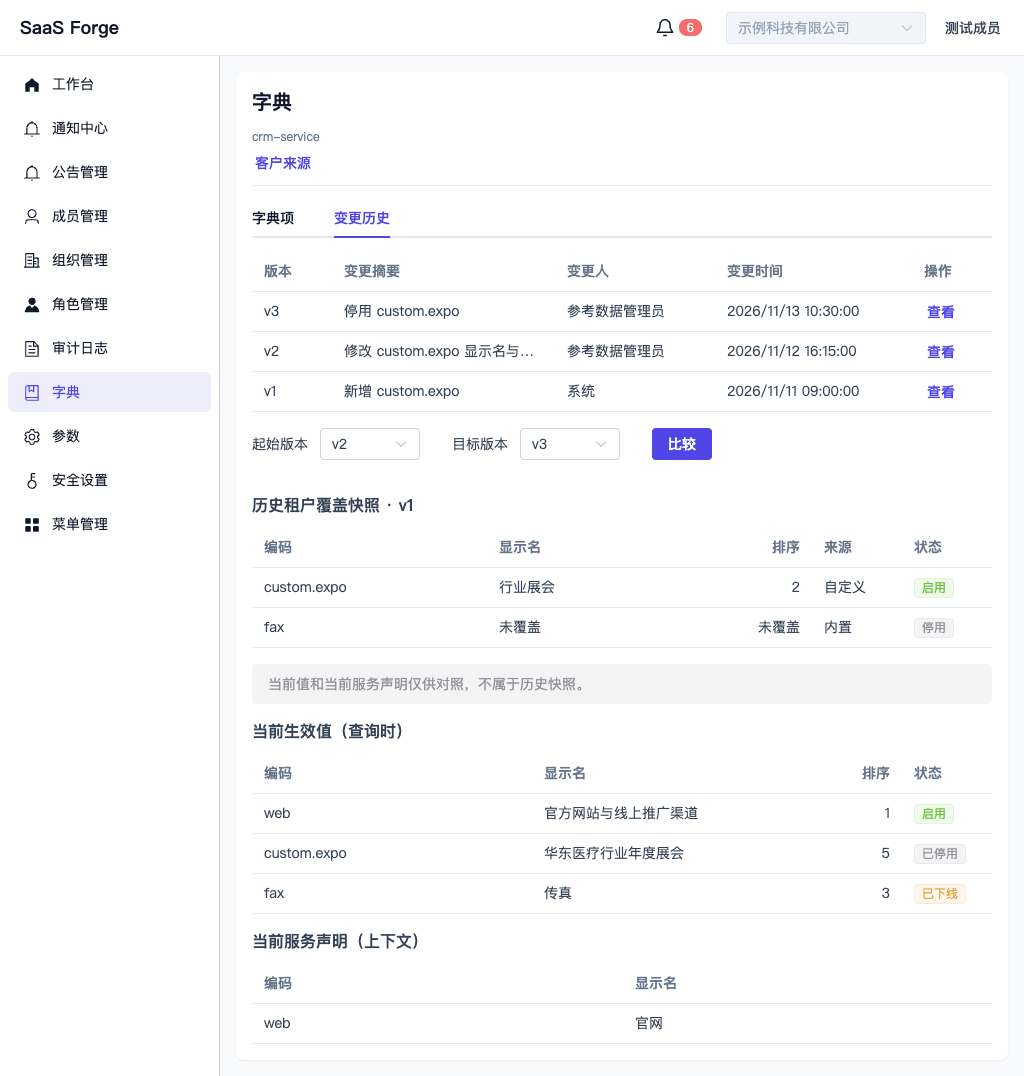 SaaS Forge
6
示例科技有限公司
测试成员
工作台
通知中心
公告管理
成员管理
组织管理
角色管理
审计日志
字典
参数
安全设置
菜单管理
字典
crm-service
客户来源
字典项 变更历史
版本 变更摘要 变更人 变更时间 操作
v3 停用 custom.expo 参考数据管理员 2026/11/13 10:30:00 查看
v2 修改 custom.expo 显示名与... 参考数据管理员 2026/11/12 16:15:00 查看
v1 新增 custom.expo 系统 2026/11/11 09:00:00 查看
起始版本 v2 目标版本 v3 比较
历史租户覆盖快照 · v1
编码 显示名 排序 来源 状态
custom.expo 行业展会 2 自定义 启用
fax 未覆盖 未覆盖 内置 停用
当前值和当前服务声明仅供对照，不属于历史快照。
当前生效值（查询时）
编码 显示名 排序 状态
web 官方网站与线上推广渠道 1 启用
custom.expo 华东医疗行业年度展会 5 已停用
fax 传真 3 已下线
当前服务声明（上下文）
编码 显示名
web 官网